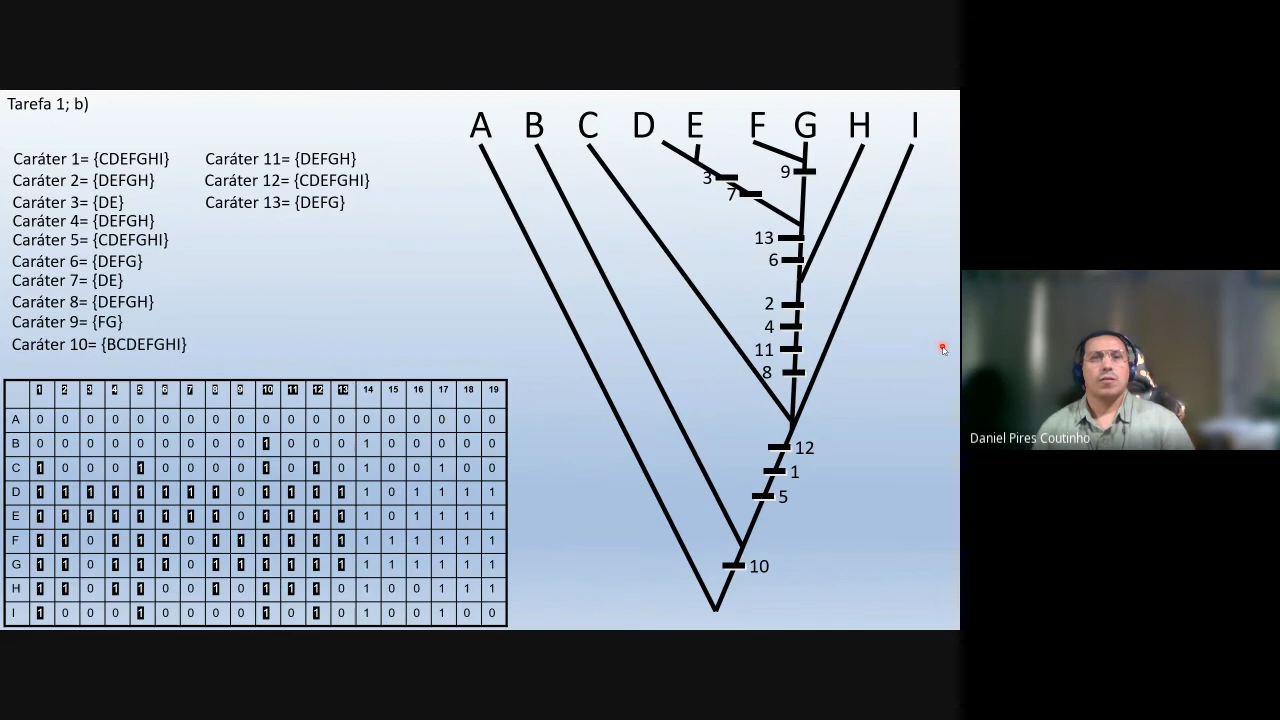 Tarefa 1; b)
A B C D E F G H I
Caráter 1= {CDEFGHI}
Caráter 2= {DEFGH}
Caráter 3= {DE}
Caráter 4= {DEFGH}
Caráter 5= {CDEFGHI}
Caráter 6= {DEFG}
Caráter 7= {DE}
Caráter 8= {DEFGH}
Caráter 9= {FG}
Caráter 10= {BCDEFGHI}
Caráter 11= {DEFGH}
Caráter 12= {CDEFGHI}
Caráter 13= {DEFG}
3
7
9
13
6
2
4
11
8
12
1
5
10
1 2 3 4 5 6 7 8 9 10 11 12 13 14 15 16 17 18 19
A 0 0 0 0 0 0 0 0 0 0 0 0 0 0 0 0 0 0 0
B 0 0 0 0 0 0 0 0 0 1 0 0 0 1 0 0 0 0 0
C 1 0 0 0 1 0 0 0 0 1 0 1 0 1 0 0 1 0 0
D 1 1 1 1 1 1 1 1 0 1 1 1 1 1 0 1 1 1 1
E 1 1 1 1 1 1 1 1 0 1 1 1 1 1 0 1 1 1 1
F 1 1 0 1 1 1 0 1 1 1 1 1 1 1 1 1 1 1 1
G 1 1 0 1 1 1 0 1 1 1 1 1 1 1 1 1 1 1 1
H 1 1 0 1 1 0 0 1 0 1 1 1 0 1 0 0 1 1 1
I 1 0 0 0 1 0 0 0 0 1 0 1 0 1 0 0 1 0 0
Daniel Pires Coutinho